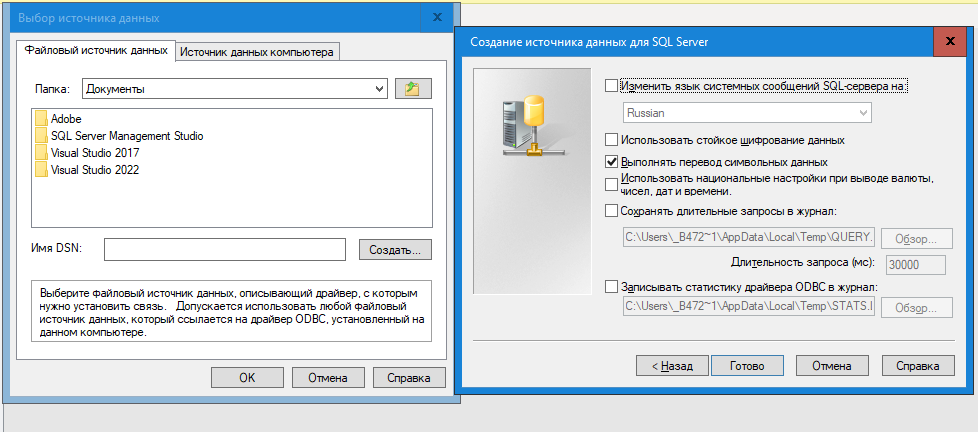 Выбор источника данных
Файловый источник данных
Источник данных компьютера
Папка:
Документы
Adobe
SQL Server Management Studio
Visual Studio 2017
Visual Studio 2022
Имя DSN:
Создать...
Выберите файловый источник данных, описывающий драйвер, с которым
нужно установить связь. Допускается использовать любой файловый
источник данных, который ссылается на драйвер ODBC, установленный на
данном компьютере.
OK
Отмена
Справка
Создание источника данных для SQL Server
Изменить язык системных сообщений SQL-сервера на:
Russian
Использовать стойкое шифрование данных
Выполнять перевод символьных данных
Использовать национальные настройки при выводе валюты,
чисел, дат и времени.
Сохранять длительные запросы в журнал:
C:\Users\_B472~1\AppData\Local\Temp\QUERY.
Обзор...
Длительность запроса (мс):
30000
Записывать статистику драйвера ODBC в журнал:
C:\Users\_B472~1\AppData\Local\Temp\STATS.I
Обзор...
< Назад
Готово
Отмена
Справка